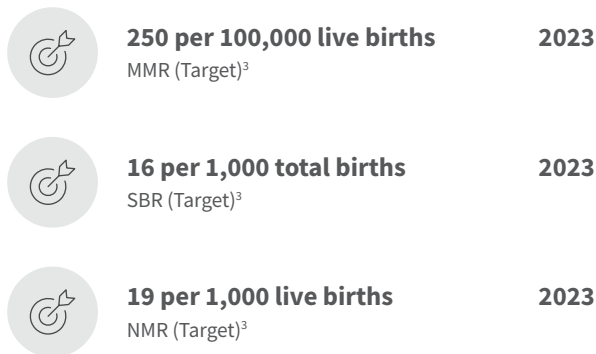 250 per 100,000 live births 2023
MMR (Target)³
16 per 1,000 total births 2023
SBR (Target)³
19 per 1,000 live births 2023
NMR (Target)³